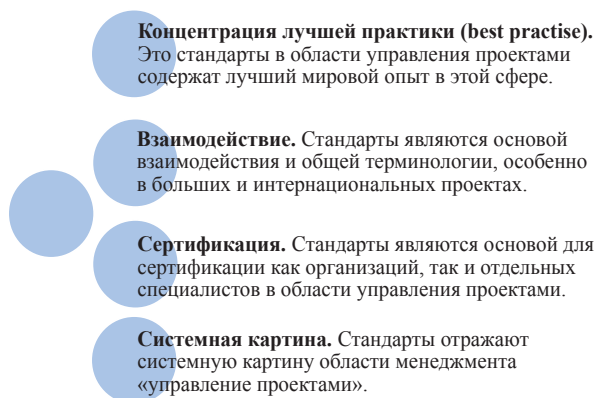 Концентрация лучшей практики (best practise).
Это стандарты в области управления проектами
содержат лучший мировой опыт в этой сфере.
Взаимодействие. Стандарты являются основой
взаимодействия и общей терминологии, особенно
в больших и интернациональных проектах.
Сертификация. Стандарты являются основой для
сертификации как организаций, так и отдельных
специалистов в области управления проектами.
Системная картина. Стандарты отражают
системную картину области менеджмента
«управление проектами».